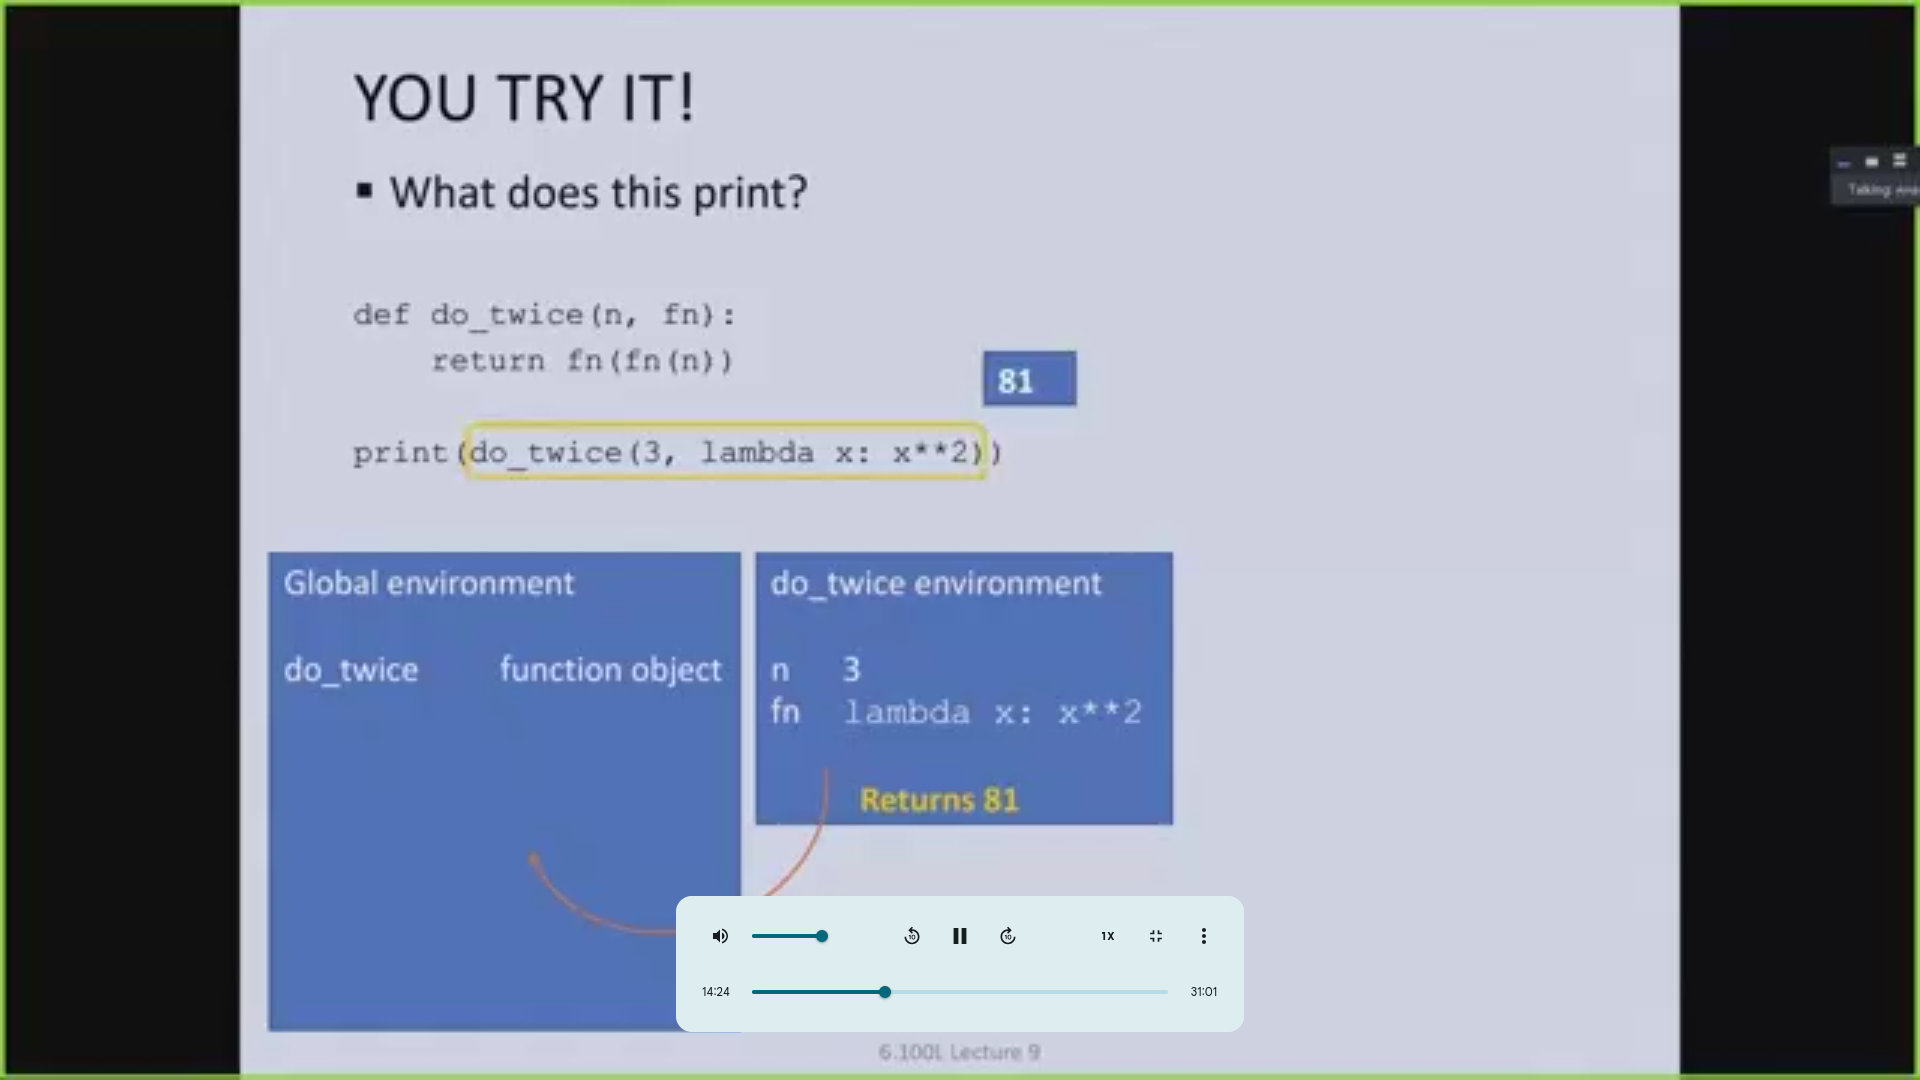 YOU TRY IT!
▪ What does this print?
def do_twice(n, fn):
return fn(fn(n))
81
print(do_twice(3, lambda x: x**2))
Global environment
do_twice function object
do_twice environment
n 3
fn lambda x: x**2
Returns 81
Talking:
10
10
1X
14:24
31:01
6.100L Lecture 9